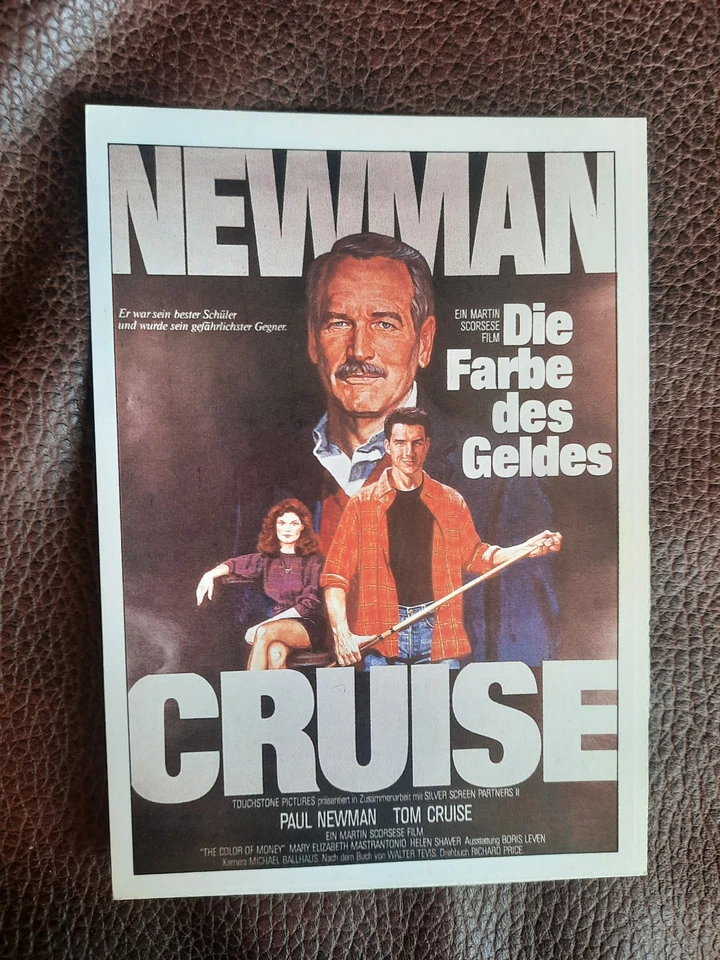 NEWMAN
Er war sein bester Schüler
und wurde sein gefährlichster Gegner.
EIN MARTIN
SCORSESE
FILM
Die
Farbe
des
Geldes
CRUISE
TOUCHSTONE PICTURES präsentiert in Zusammenarbeit mit SILVER SCREEN PARTNERS II
PAUL NEWMAN TOM CRUISE
EIN MARTIN SCORSESE FILM
"THE COLOR OF MONEY" MARY ELIZABETH MASTRANTONIO HELEN SHAVER Ausstattung BORIS LEVEN
Kamera MICHAEL BALLHAUS Nach dem Buch von WALTER TEVIS Drehbuch RICHARD PRICE